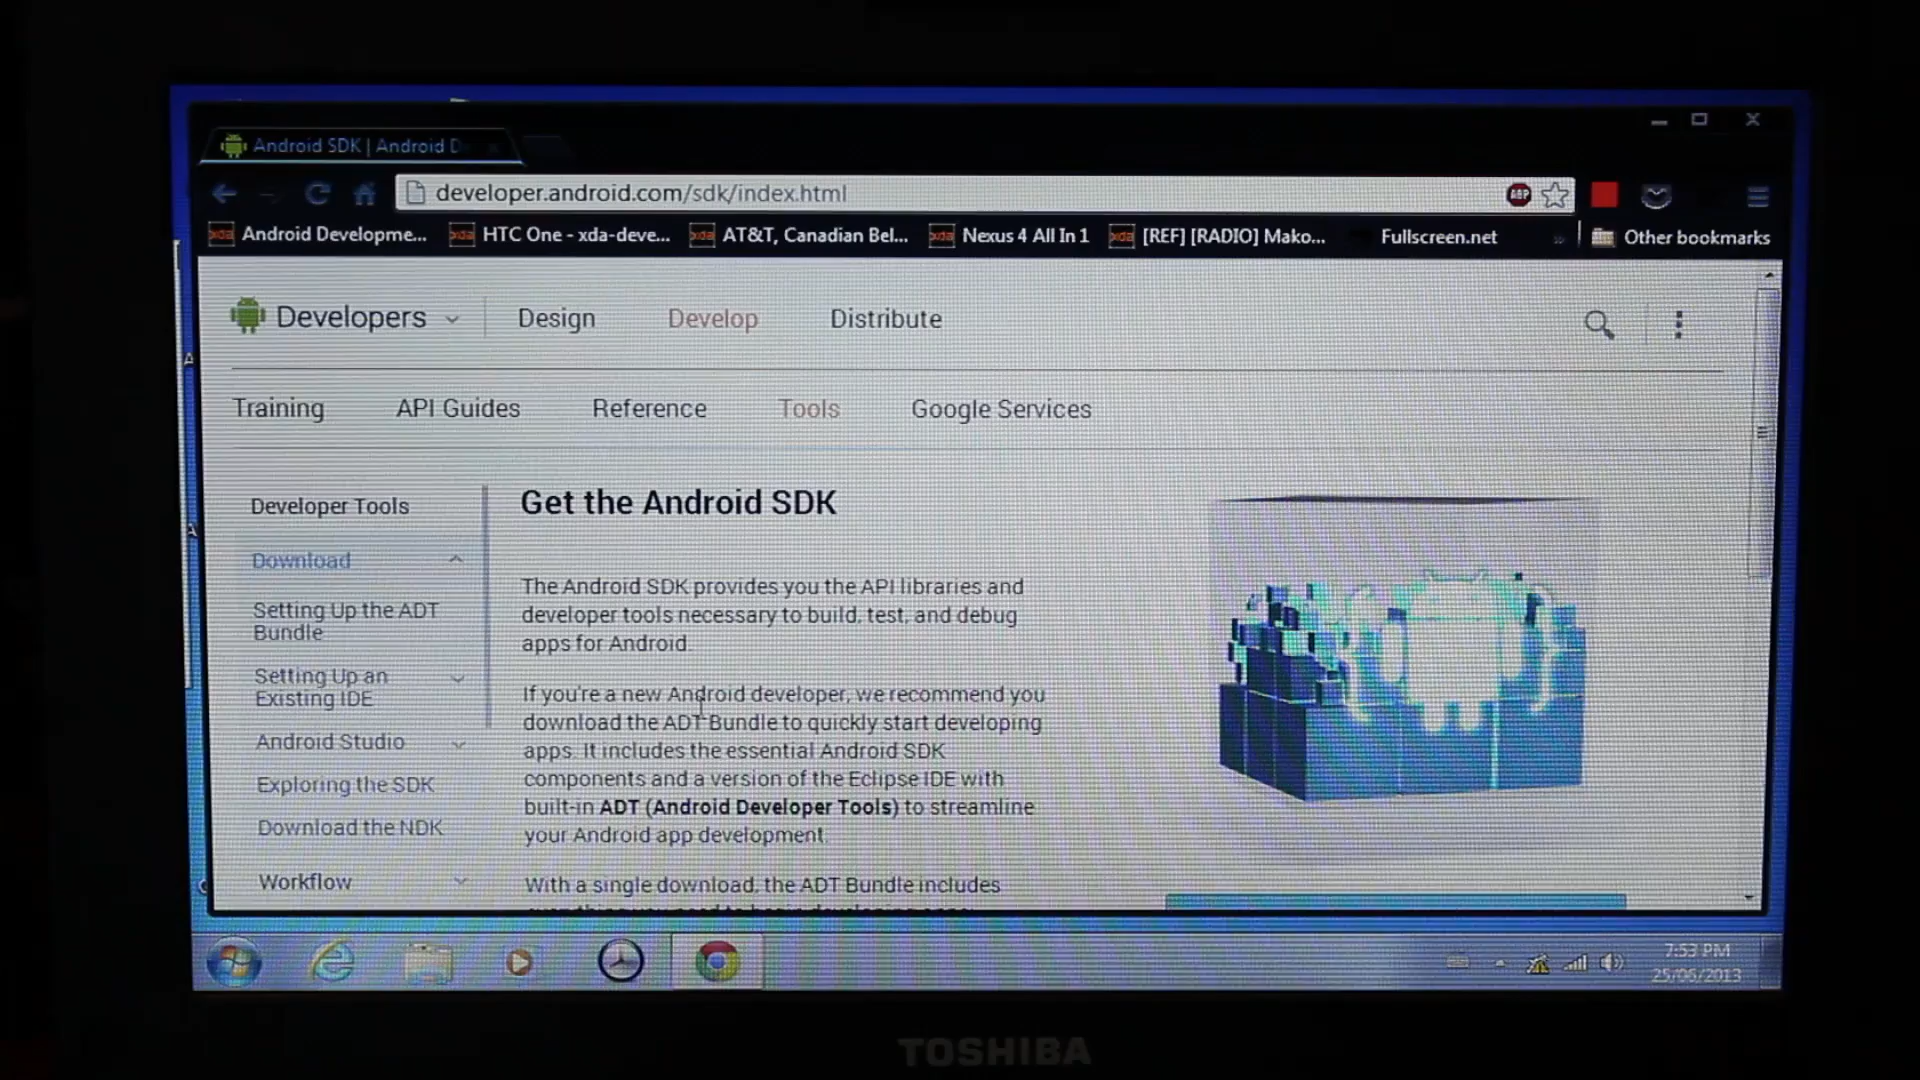 Android SDK | Android D
developer.android.com/sdk/index.html
ABP
xda Android Developme... xda HTC One - xda-deve... xda AT&T, Canadian Bel... xda Nexus 4 All In 1 xda [REF] [RADIO] Mako... Fullscreen.net » Other bookmarks
Developers Design Develop Distribute
Training API Guides Reference Tools Google Services
Developer Tools
Download
Setting Up the ADT
Bundle
Setting Up an
Existing IDE
Android Studio
Exploring the SDK
Download the NDK
Workflow
Get the Android SDK
The Android SDK provides you the API libraries and
developer tools necessary to build, test, and debug
apps for Android.
If you're a new Android developer, we recommend you
download the ADT Bundle to quickly start developing
apps. It includes the essential Android SDK
components and a version of the Eclipse IDE with
built-in ADT (Android Developer Tools) to streamline
your Android app development.
With a single download, the ADT Bundle includes
7:53 PM
25/06/2013
TOSHIBA